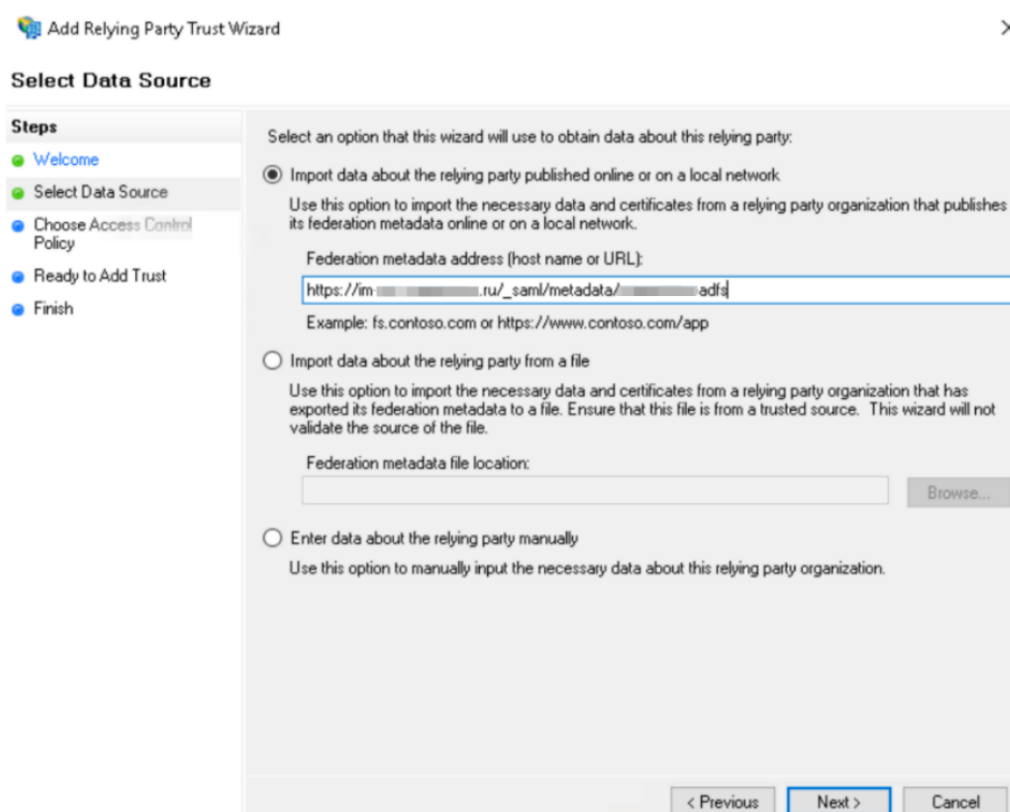 Add Relying Party Trust Wizard
Select Data Source
Steps
Welcome
Select Data Source
Choose Access Control
Policy
Ready to Add Trust
Finish
Select an option that this wizard will use to obtain data about this relying party:
Import data about the relying party published online or on a local network
Use this option to import the necessary data and certificates from a relying party organization that publishes
its federation metadata online or on a local network.
Federation metadata address (host name or URL):
https://im- .ru/_saml/metadata/ adfs
Example: fs.contoso.com or https://www.contoso.com/app
Import data about the relying party from a file
Use this option to import the necessary data and certificates from a relying party organization that has
exported its federation metadata to a file. Ensure that this file is from a trusted source. This wizard will not
validate the source of the file.
Federation metadata file location:
Browse...
Enter data about the relying party manually
Use this option to manually input the necessary data about this relying party organization.
< Previous
Next >
Cancel